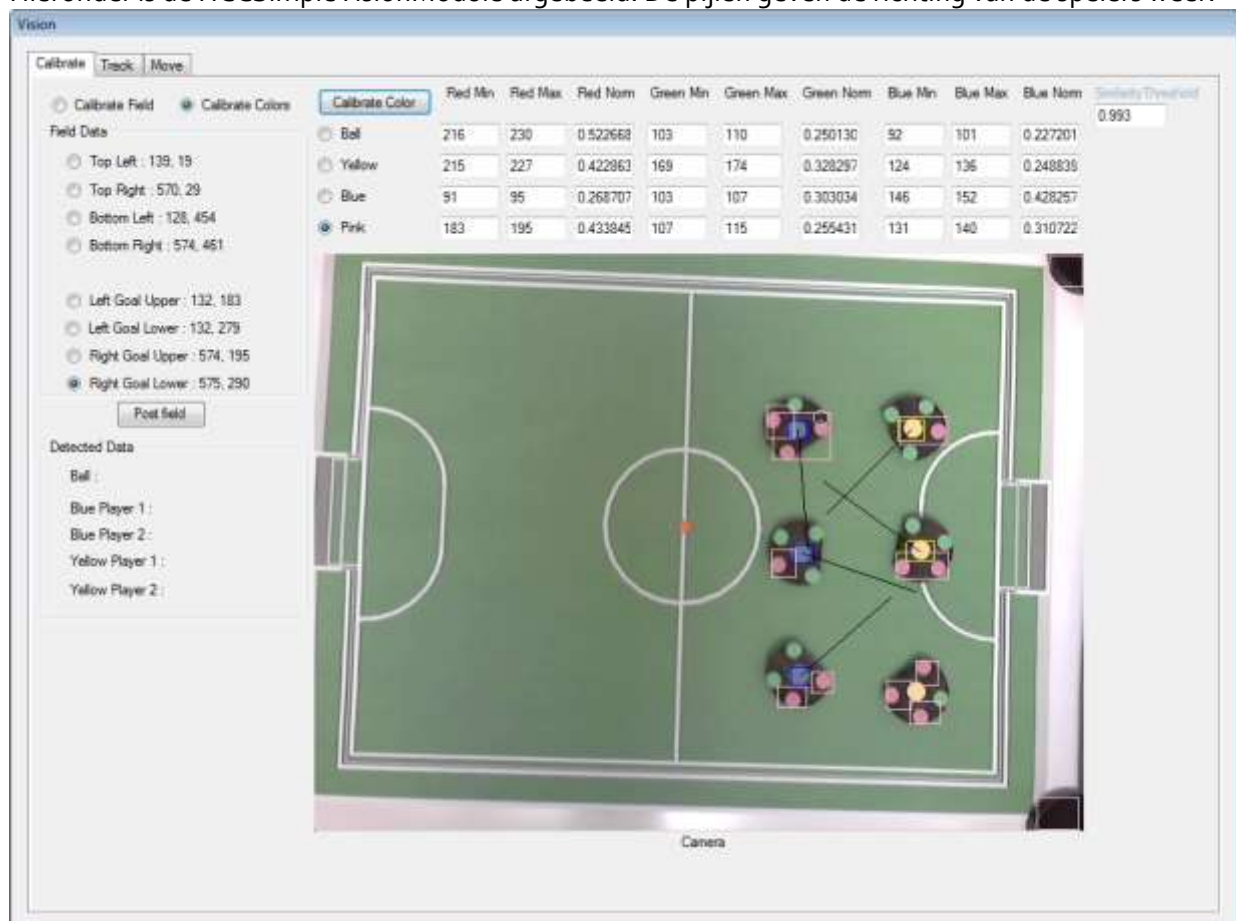 Vision
Calibrate Track Move
Calibrate Field Calibrate Colors
Calibrate Color Red Min Red Max Red Norm Green Min Green Max Green Norm Blue Min Blue Max Blue Norm Similarity Threshold
0.993
Field Data
Ball 216 230 0.522668 103 110 0.250130 92 101 0.227201
Top Left : 139, 19
Yellow 215 227 0.422863 169 174 0.328297 124 136 0.248839
Top Right : 570, 29
Blue 91 95 0.268707 103 107 0.303034 146 152 0.428257
Bottom Left : 128, 454
Pink 183 195 0.433845 107 115 0.255431 131 140 0.310722
Bottom Right : 574, 461
Left Goal Upper : 132, 183
Left Goal Lower : 132, 279
Right Goal Upper : 574, 195
Right Goal Lower : 575, 290
Post field
Detected Data
Ball :
Blue Player 1 :
Blue Player 2 :
Yellow Player 1 :
Yellow Player 2 :
Camera